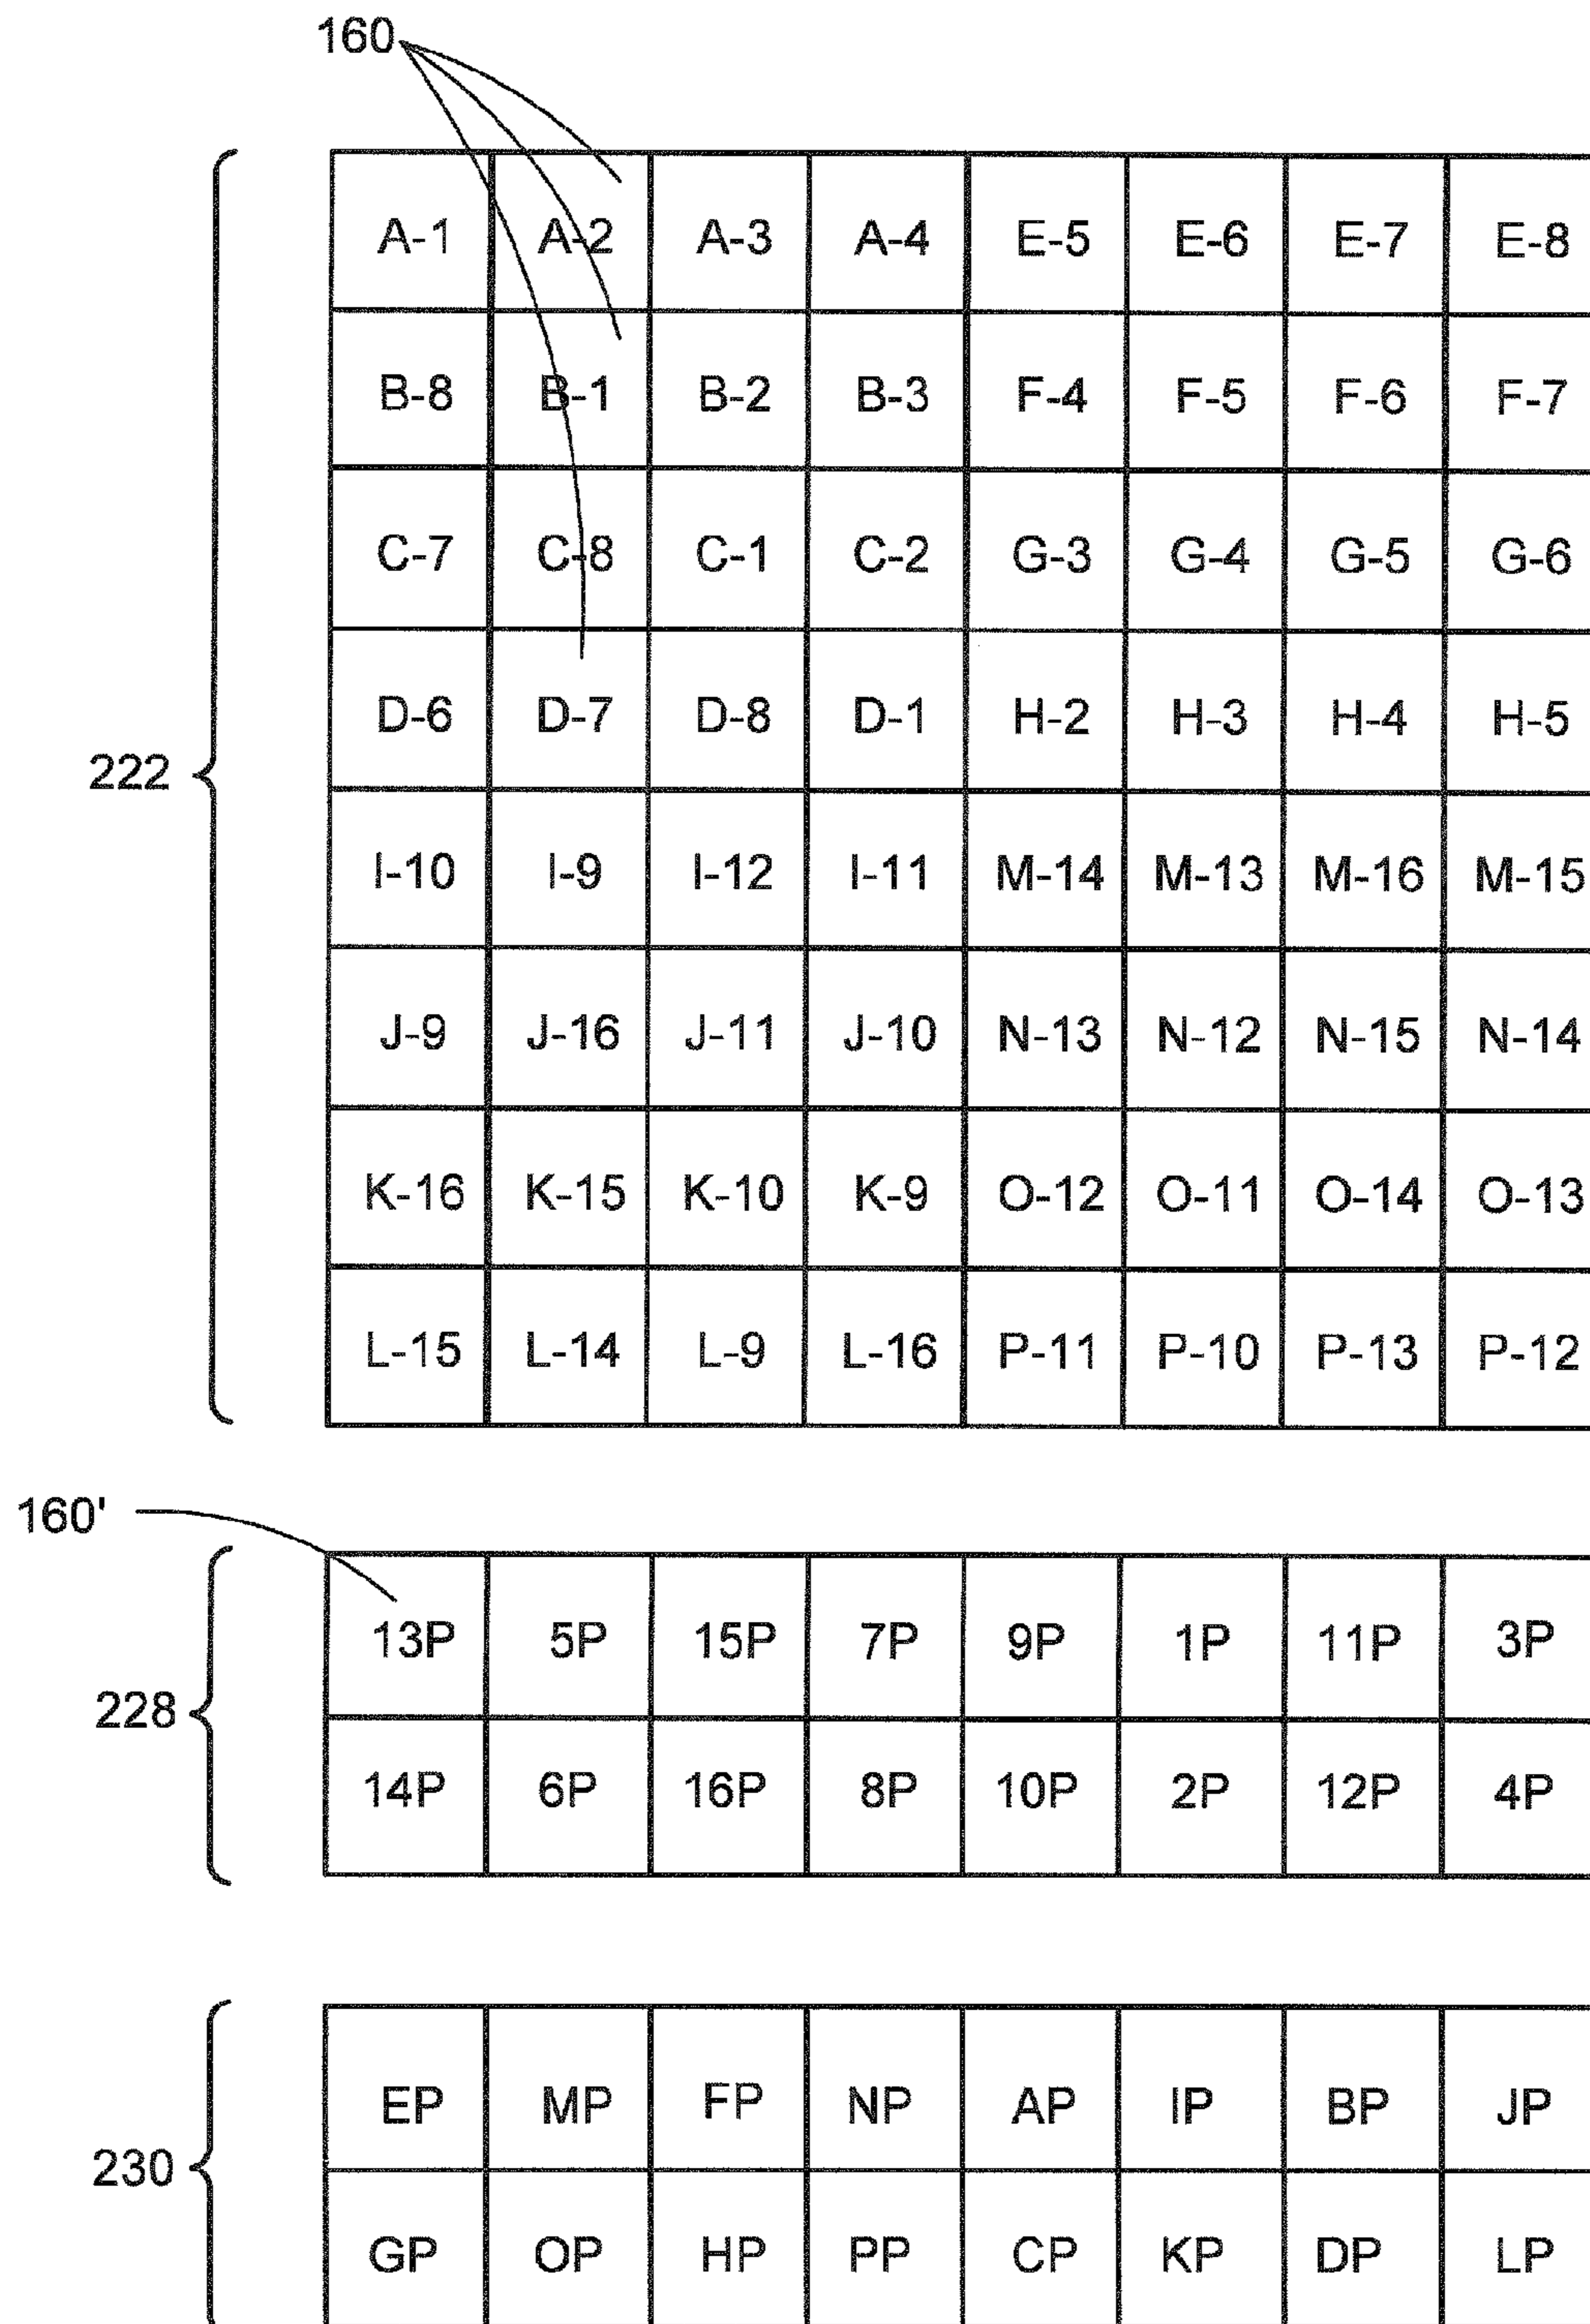 160
A-1 A-2 A-3 A-4 E-5 E-6 E-7 E-8
B-8 B-1 B-2 B-3 F-4 F-5 F-6 F-7
C-7 C-8 C-1 C-2 G-3 G-4 G-5 G-6
D-6 D-7 D-8 D-1 H-2 H-3 H-4 H-5
222
I-10 I-9 I-12 I-11 M-14 M-13 M-16 M-15
J-9 J-16 J-11 J-10 N-13 N-12 N-15 N-14
K-16 K-15 K-10 K-9 O-12 O-11 O-14 O-13
L-15 L-14 L-9 L-16 P-11 P-10 P-13 P-12
160'
13P 5P 15P 7P 9P 1P 11P 3P
228
14P 6P 16P 8P 10P 2P 12P 4P
EP MP FP NP AP IP BP JP
230
GP OP HP PP CP KP DP LP